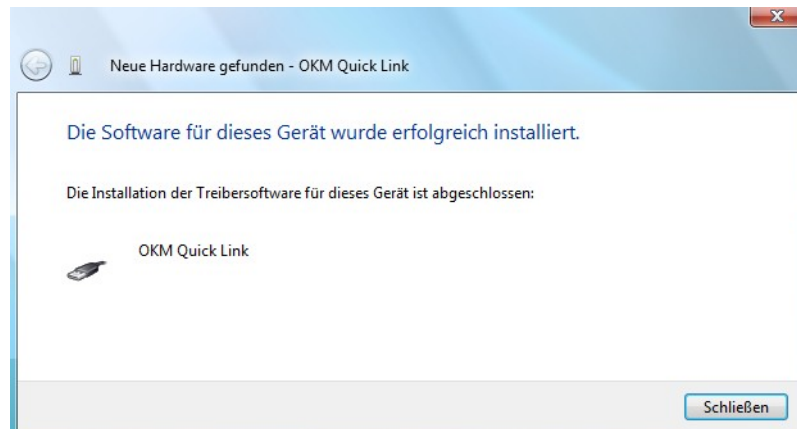 Neue Hardware gefunden - OKM Quick Link
Die Software für dieses Gerät wurde erfolgreich installiert.
Die Installation der Treibersoftware für dieses Gerät ist abgeschlossen:
OKM Quick Link
Schließen